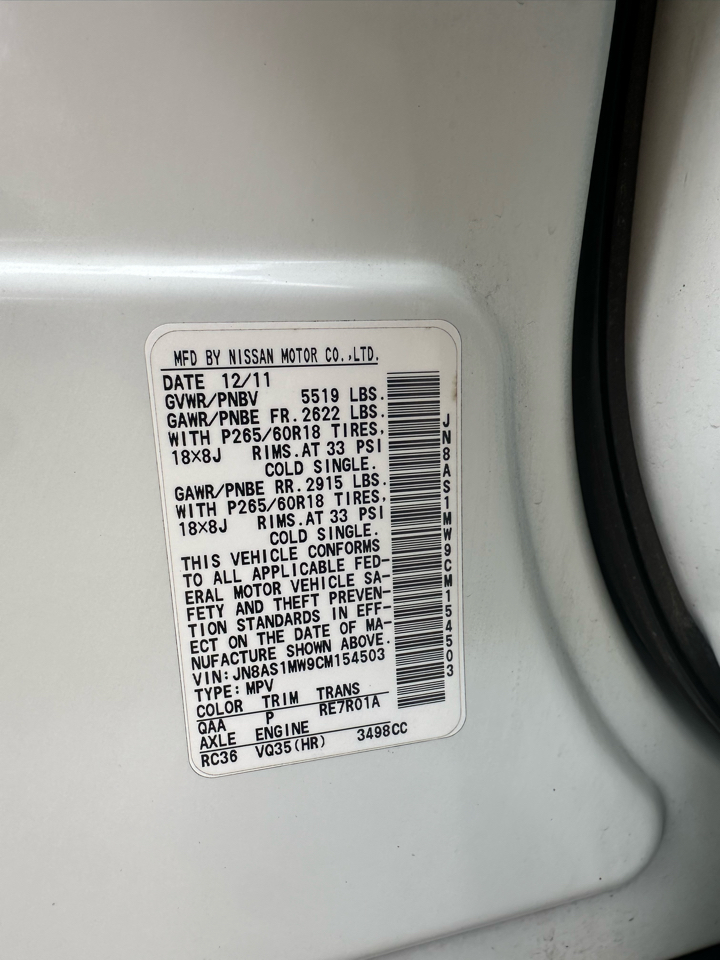 MFD BY NISSAN MOTOR CO.,LTD.
DATE 12/11
GVWR/PNBV 5519 LBS.
GAWR/PNBE FR. 2622 LBS.
WITH P265/60R18 TIRES,
18×8J RIMS. AT 33 PSI
COLD SINGLE.
GAWR/PNBE RR. 2915 LBS.
WITH P265/60R18 TIRES,
18×8J RIMS. AT 33 PSI
COLD SINGLE.
THIS VEHICLE CONFORMS
TO ALL APPLICABLE FED-
ERAL MOTOR VEHICLE SA-
FETY AND THEFT PREVEN-
TION STANDARDS IN EFF-
ECT ON THE DATE OF MA-
NUFACTURE SHOWN ABOVE.
VIN: JN8AS1MW9CM154503
TYPE: MPV
COLOR TRIM TRANS
QAA P RE7R01A
AXLE ENGINE
RC36 VQ35(HR) 3498CC
JN8AS1MW9CM154503